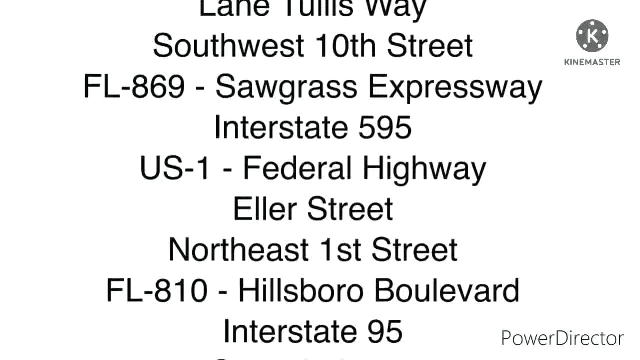 Lane Tullis Way
Southwest 10th Street
FL-869 - Sawgrass Expressway
Interstate 595
US-1 - Federal Highway
Eller Street
Northeast 1st Street
FL-810 - Hillsboro Boulevard
Interstate 95
K
KINEMASTER
PowerDirector